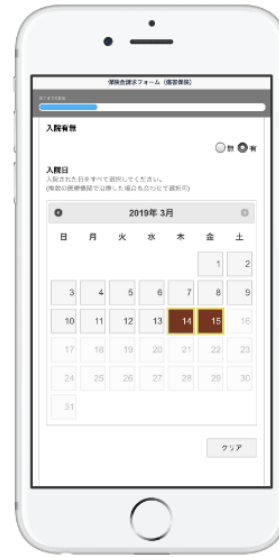 保険金請求フォーム（傷害保険）
入院有無
無 有
入院日
入院された日をすべて選択してください。
(複数の医療機関で治療した場合も合わせて選択可)
2019年 3月
日 月 火 水 木 金 土
1 2
3 4 5 6 7 8 9
10 11 12 13 14 15 16
17 18 19 20 21 22 23
24 25 26 27 28 29 30
31
クリア